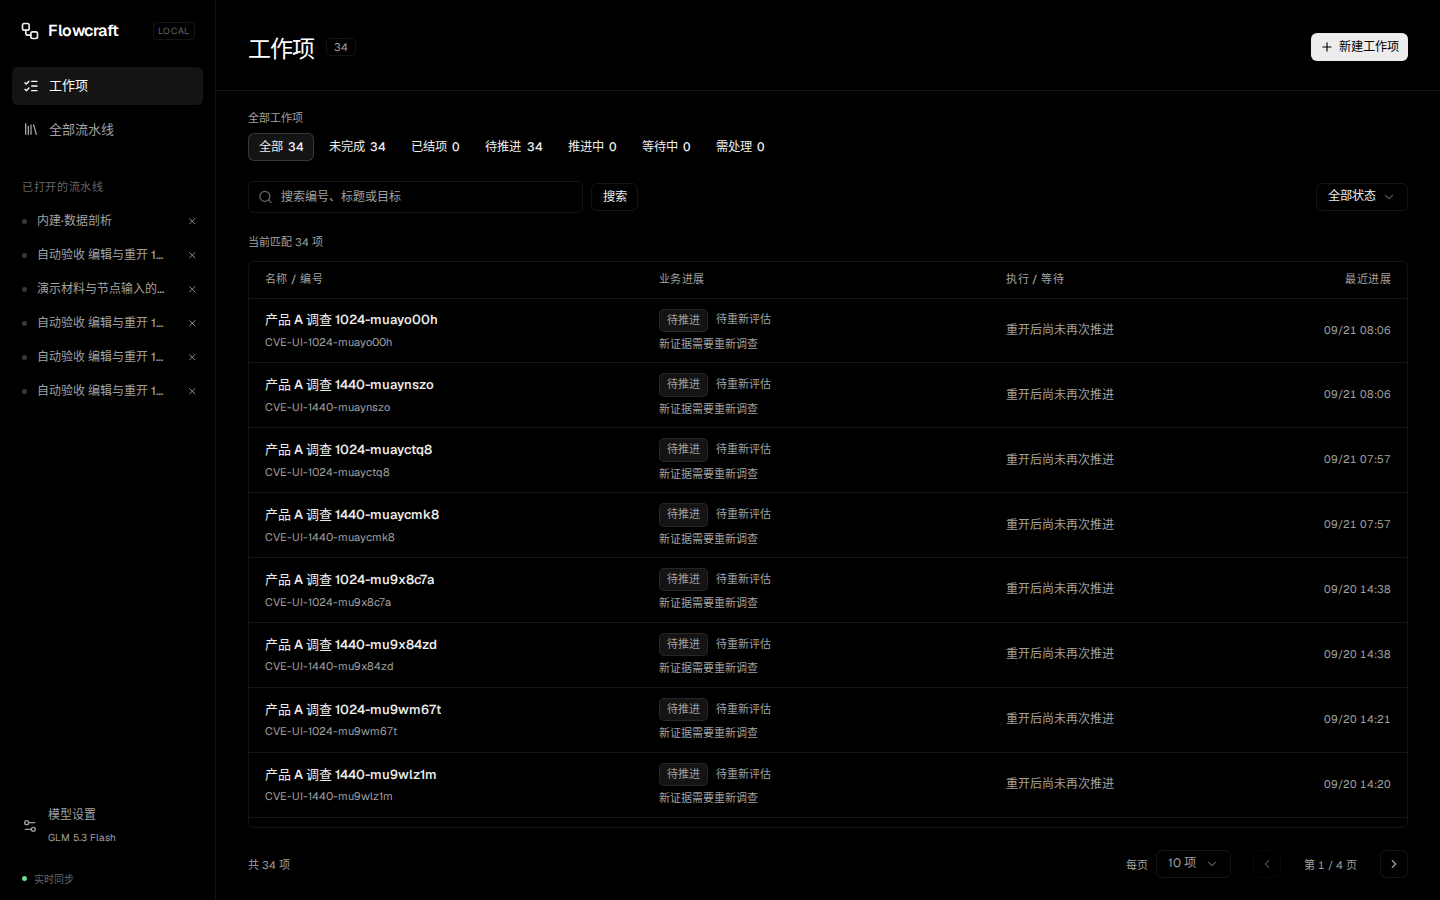 Flowcraft LOCAL
工作项
全部流水线
已打开的流水线
内建·数据剖析
自动验收 编辑与重开 1...
演示材料与节点输入的...
自动验收 编辑与重开 1...
自动验收 编辑与重开 1...
自动验收 编辑与重开 1...
模型设置
GLM 5.3 Flash
实时同步
工作项 34
新建工作项
全部工作项
全部 34 未完成 34 已结项 0 待推进 34 推进中 0 等待中 0 需处理 0
搜索编号、标题或目标 搜索 全部状态
当前匹配 34 项
名称 / 编号 业务进展 执行 / 等待 最近进展
产品 A 调查 1024-muayo00h 待推进 待重新评估 重开后尚未再次推进 09/21 08:06
CVE-UI-1024-muayo00h 新证据需要重新调查
产品 A 调查 1440-muaynszo 待推进 待重新评估 重开后尚未再次推进 09/21 08:06
CVE-UI-1440-muaynszo 新证据需要重新调查
产品 A 调查 1024-muayctq8 待推进 待重新评估 重开后尚未再次推进 09/21 07:57
CVE-UI-1024-muayctq8 新证据需要重新调查
产品 A 调查 1440-muaycmk8 待推进 待重新评估 重开后尚未再次推进 09/21 07:57
CVE-UI-1440-muaycmk8 新证据需要重新调查
产品 A 调查 1024-mu9x8c7a 待推进 待重新评估 重开后尚未再次推进 09/20 14:38
CVE-UI-1024-mu9x8c7a 新证据需要重新调查
产品 A 调查 1440-mu9x84zd 待推进 待重新评估 重开后尚未再次推进 09/20 14:38
CVE-UI-1440-mu9x84zd 新证据需要重新调查
产品 A 调查 1024-mu9wm67t 待推进 待重新评估 重开后尚未再次推进 09/20 14:21
CVE-UI-1024-mu9wm67t 新证据需要重新调查
产品 A 调查 1440-mu9wlz1m 待推进 待重新评估 重开后尚未再次推进 09/20 14:20
CVE-UI-1440-mu9wlz1m 新证据需要重新调查
共 34 项 每页 10 项 第 1 / 4 页